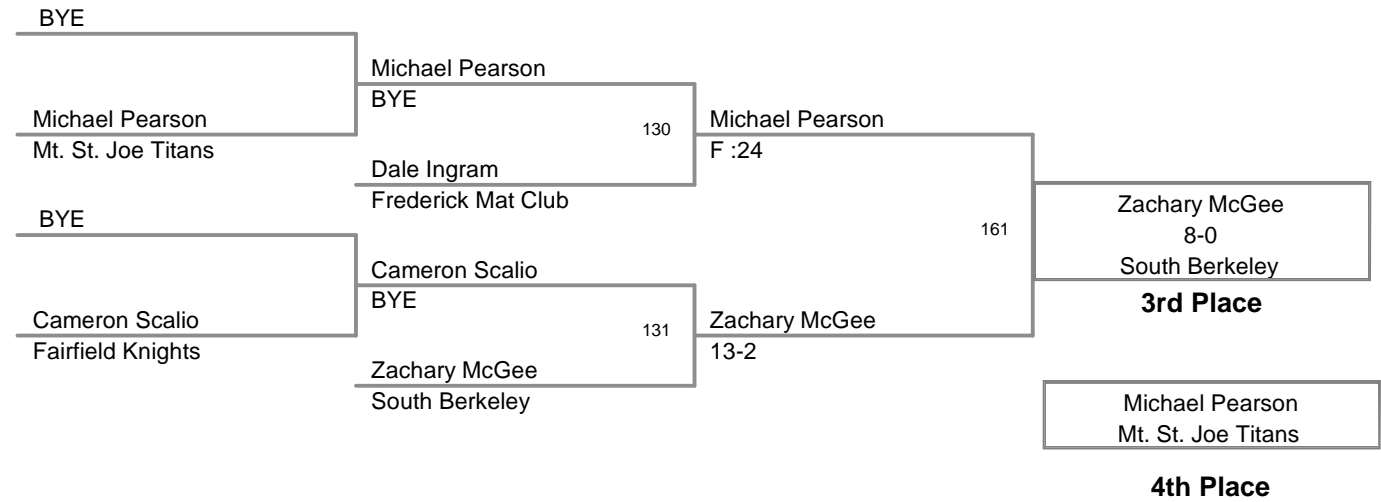 BYE
Michael Pearson
BYE
Michael Pearson
Mt. St. Joe Titans
130
Michael Pearson
F :24
Dale Ingram
Frederick Mat Club
BYE
161
Zachary McGee
8-0
South Berkeley
3rd Place
Cameron Scalio
BYE
Cameron Scalio
Fairfield Knights
131
Zachary McGee
13-2
Zachary McGee
South Berkeley
Michael Pearson
Mt. St. Joe Titans
4th Place